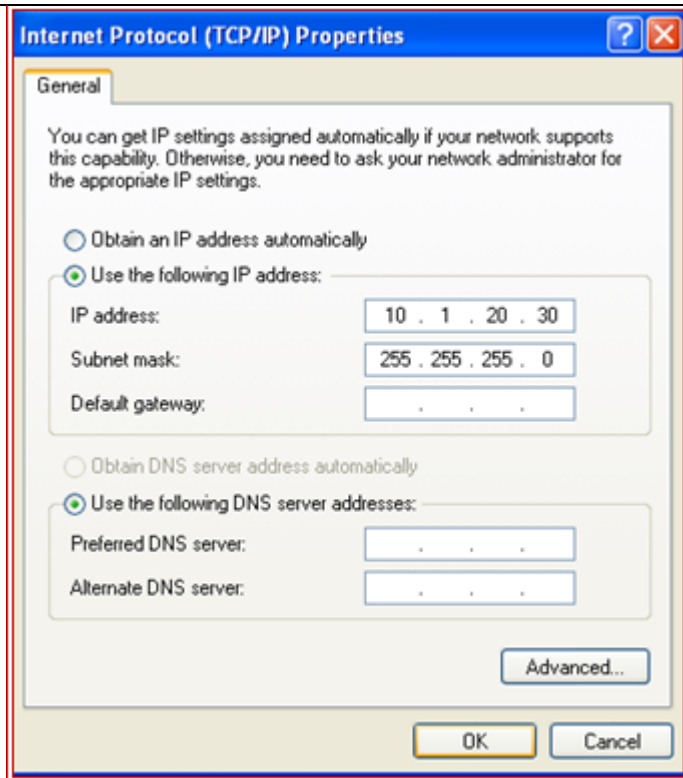 Internet Protocol (TCP/IP) Properties
General
You can get IP settings assigned automatically if your network supports
this capability. Otherwise, you need to ask your network administrator for
the appropriate IP settings.
Obtain an IP address automatically
Use the following IP address:
IP address: 10 . 1 . 20 . 30
Subnet mask: 255 . 255 . 255 . 0
Default gateway: . . .
Obtain DNS server address automatically
Use the following DNS server addresses:
Preferred DNS server: . . .
Alternate DNS server: . . .
Advanced...
OK Cancel